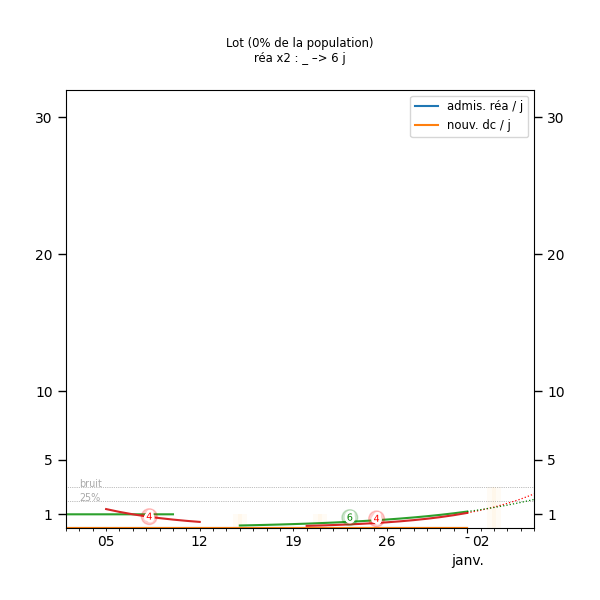 Lot (0% de la population)
réa x2 : _ –> 6 j
admis. réa / j
nouv. dc / j
30 30
20 20
10 10
5 5
bruit
25%
1 4 6 4 1
05 12 19 26 - 02
janv.